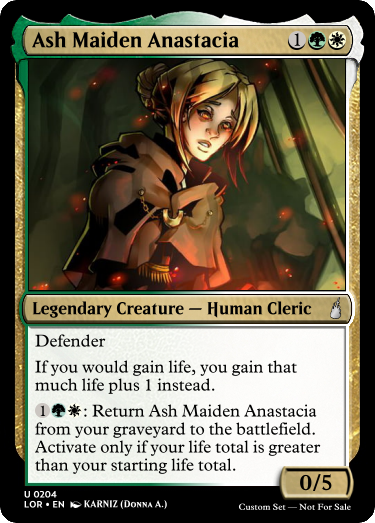 Ash Maiden Anastacia 1
Legendary Creature — Human Cleric
Defender
If you would gain life, you gain that
much life plus 1 instead.
1: Return Ash Maiden Anastacia
from your graveyard to the battlefield.
Activate only if your life total is greater
than your starting life total.
0/5
U 0204
LOR • EN KARNIZ (DONNA A.)
Custom Set — Not For Sale